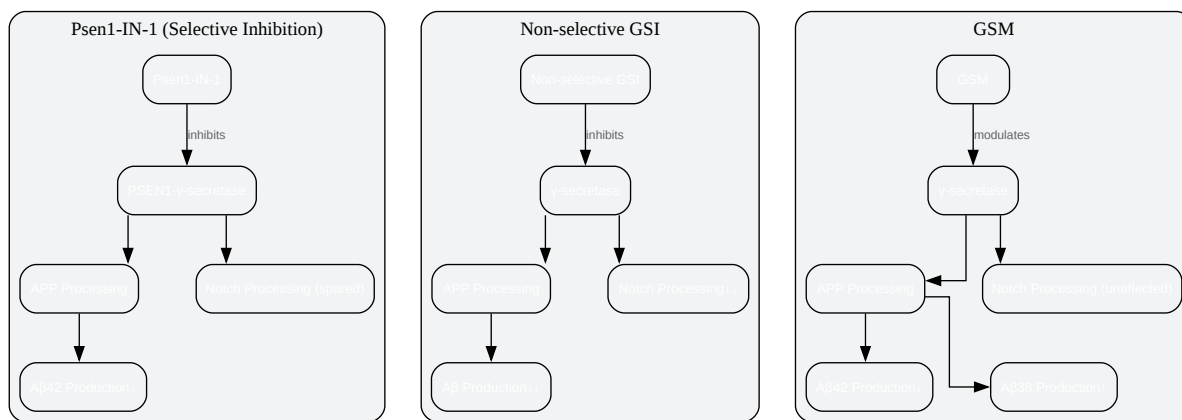 Psen1-IN-1 (Selective Inhibition)
Psen1-IN-1
inhibits
PSEN1-γ-secretase
APP Processing
Notch Processing (spared)
Aβ42 Production↓
Non-selective GSI
Non-selective GSI
inhibits
γ-secretase
APP Processing
Notch Processing↓↓
Aβ Production↓↓
GSM
GSM
modulates
γ-secretase
APP Processing
Notch Processing (unaffected)
Aβ42 Production↓
Aβ38 Production↑